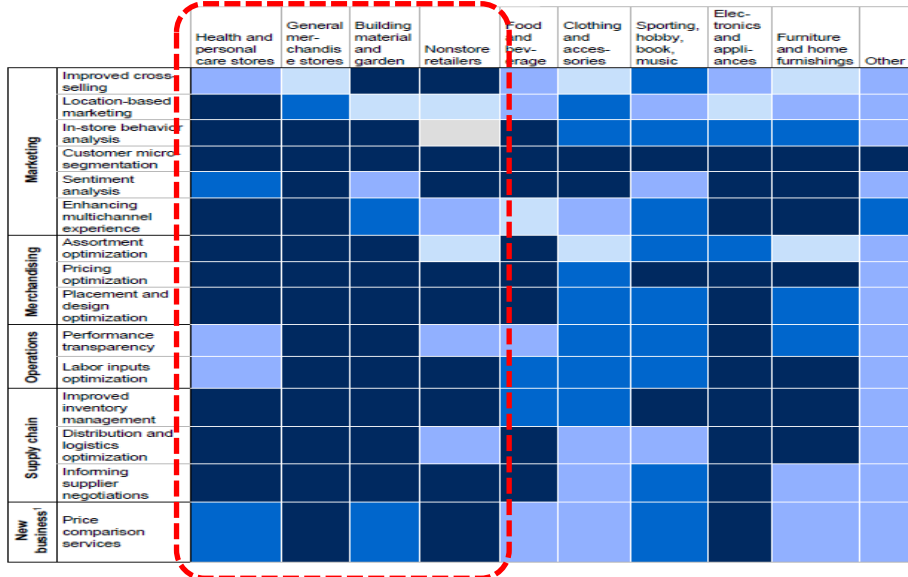 Health and personal care stores
General mer- chandis e stores
Building material and garden
Nonstore retailers
Food and bev- erage
Clothing and acces- sories
Sporting, hobby, book, music
Elec- tronics and appli- ances
Furniture and home furnishings
Other
Marketing
Improved cross-
selling
Location-based
marketing
In-store behavior
analysis
Customer micro-
segmentation
Sentiment
analysis
Enhancing
multichannel
experience
Merchandising
Assortment
optimization
Pricing
optimization
Placement and
design
optimization
Operations
Performance
transparency
Labor inputs
optimization
Supply chain
Improved
inventory
management
Distribution and
logistics
optimization
Informing
supplier
negotiations
New
business¹
Price
comparison
services